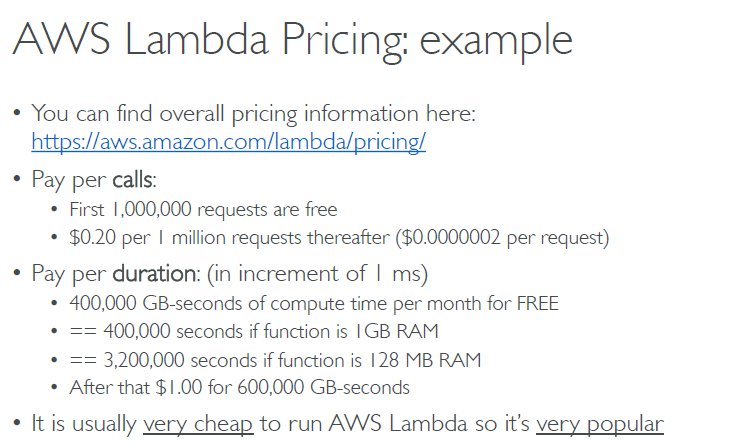 AWS Lambda Pricing: example
• You can find overall pricing information here:
https://aws.amazon.com/lambda/pricing/
• Pay per calls:
• First 1,000,000 requests are free
• $0.20 per 1 million requests thereafter ($0.0000002 per request)
• Pay per duration: (in increment of 1 ms)
• 400,000 GB-seconds of compute time per month for FREE
• == 400,000 seconds if function is 1GB RAM
• == 3,200,000 seconds if function is 128 MB RAM
• After that $1.00 for 600,000 GB-seconds
• It is usually very cheap to run AWS Lambda so it's very popular